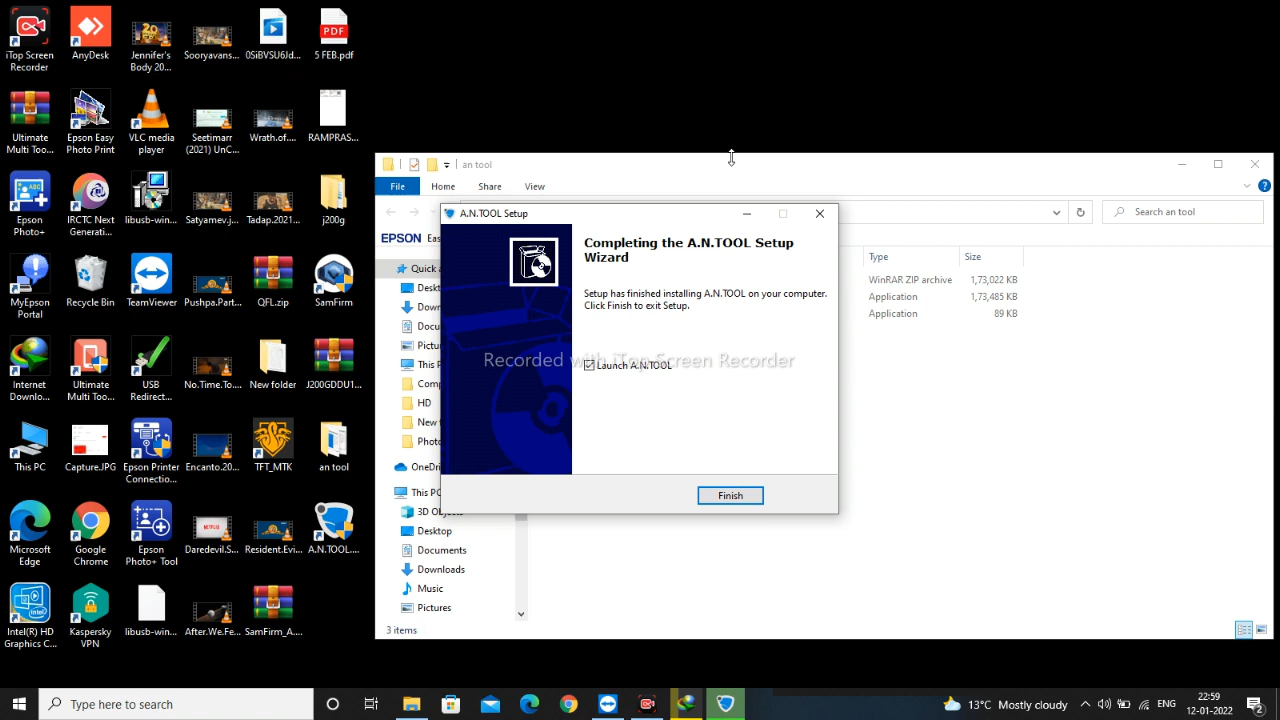 iTop Screen
Recorder
AnyDesk
Jennifer's
Body 20...
Sooryavans...
0SiBVSU6Jd...
5 FEB.pdf
PDF
Ultimate
Multi Too...
Epson Easy
Photo Print
VLC media
player
Seetimarr
(2021) UnC...
Wrath.of....
RAMPRAS...
Epson
Photo+
IRCTC Next
Generati...
libusb-win...
Satyamev.j...
Tadap.2021...
j200g
MyEpson
Portal
Recycle Bin
TeamViewer
Pushpa.Part...
QFL.zip
SamFirm
Internet
Downlo...
Ultimate
Multi Too...
USB
Redirect...
No.Time.To....
New folder
J200GDDU1...
This PC
Capture.JPG
Epson Printer
Connectio...
Encanto.20...
TFT_MTK
an tool
Microsoft
Edge
Google
Chrome
Epson
Photo+ Tool
Daredevil.S...
Resident.Evi...
A.N.TOOL....
NETFLIX
Intel(R) HD
Graphics C...
Kaspersky
VPN
libusb-win...
After.We.Fe...
SamFirm_A....
an tool
File Home Share View
Search an tool
EPSON Eas
Type Size
WinRAR ZIP archive 1,73,022 KB
Application 1,73,485 KB
Application 89 KB
Quick a
Deskt
Down
Docu
Pictur
This P
Comp
HD
New f
Photo
OneDri
This PC
3D Objects
Desktop
Documents
Downloads
Music
Pictures
3 items
A.N.TOOL Setup
Completing the A.N.TOOL Setup
Wizard
Setup has finished installing A.N.TOOL on your computer.
Click Finish to exit Setup.
Recorded with iTop Screen Recorder
Launch A.N.TOOL
Finish
Type here to search
13°C Mostly cloudy
ENG
22:59
12-01-2022
2